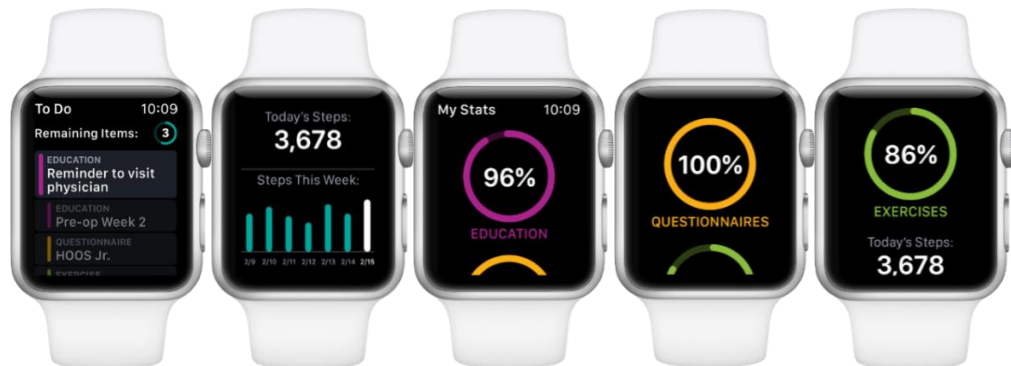 To Do 10:09
Remaining Items: 3
EDUCATION
Reminder to visit
physician
EDUCATION
Pre-op Week 2
QUESTIONNAIRE
HOOS Jr.
EXERCISE
Today's Steps:
3,678
Steps This Week:
2/9 2/10 2/11 2/12 2/13 2/14 2/15
My Stats 10:09
96%
EDUCATION
100%
QUESTIONNAIRES
86%
EXERCISES
Today's Steps:
3,678